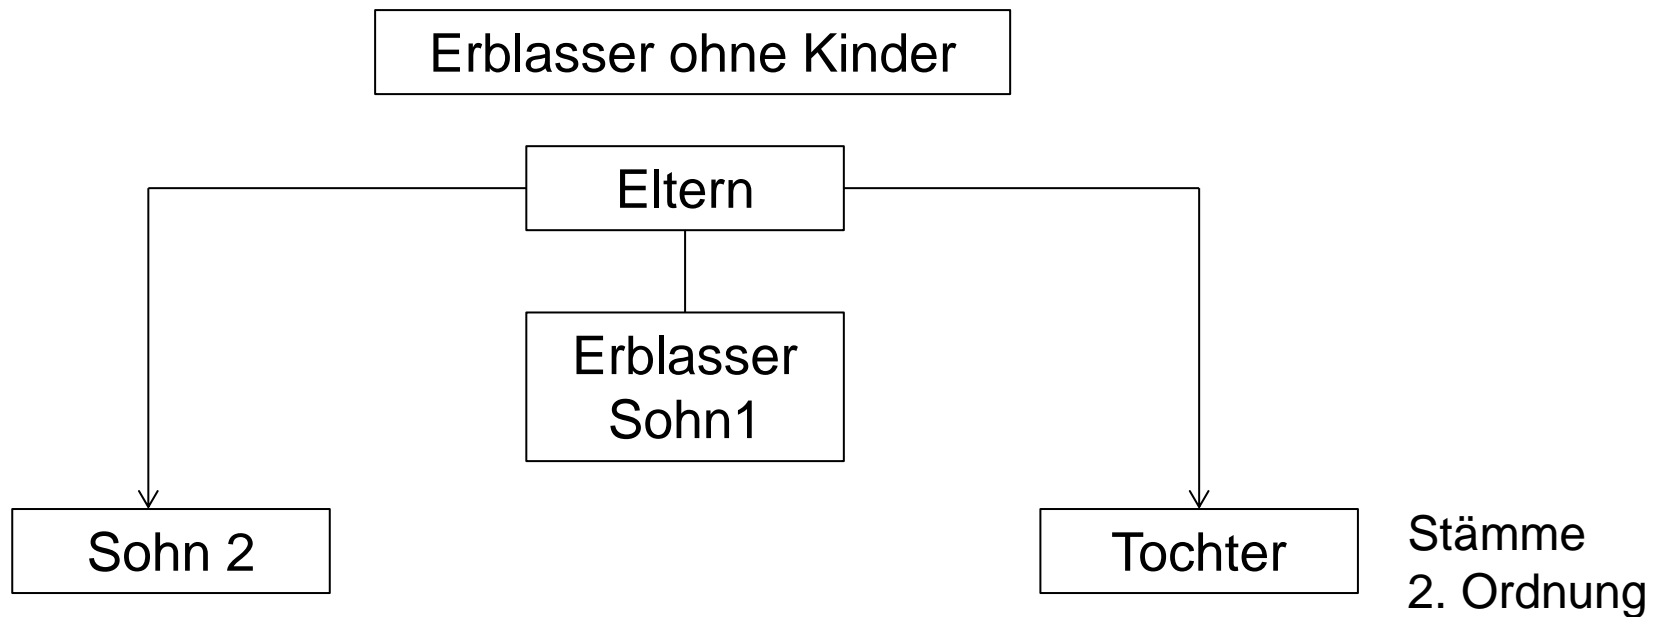 Erblasser ohne Kinder
Eltern
Erblasser
Sohn1
Sohn 2
Tochter
Stämme
2. Ordnung